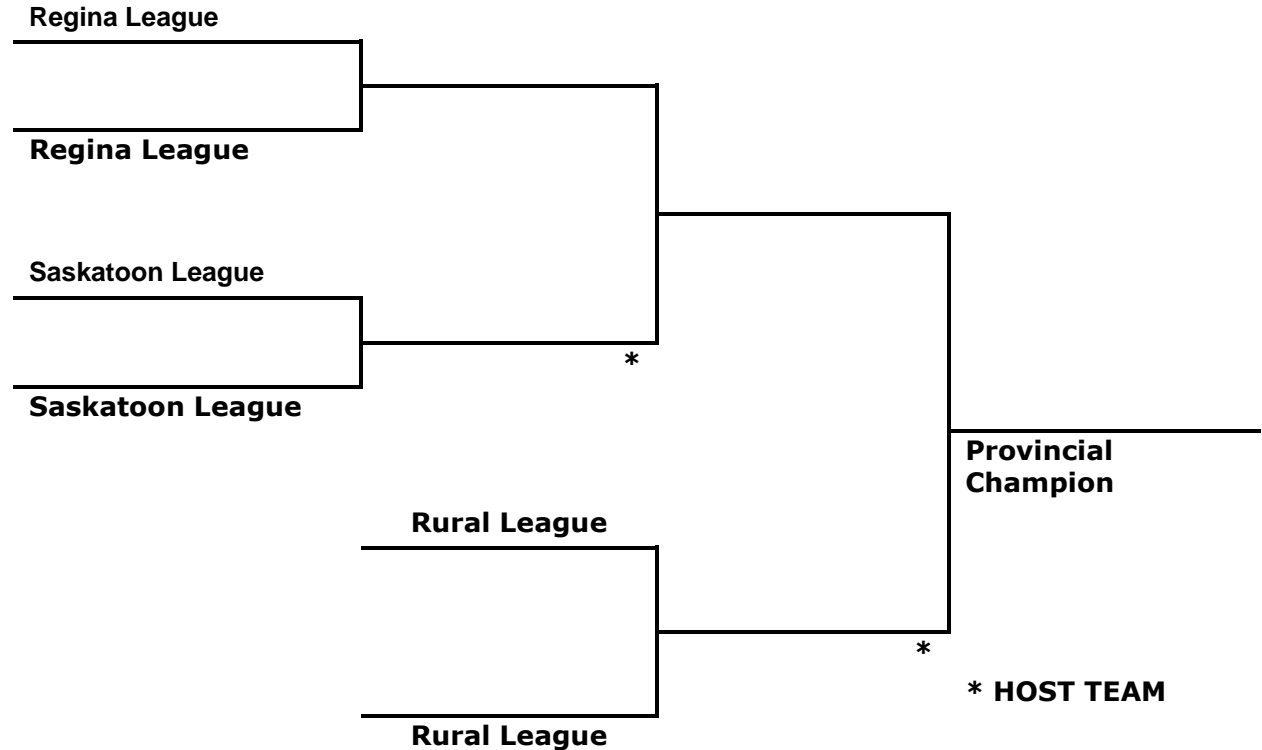 Regina League
Regina League
Saskatoon League
*
Saskatoon League
Provincial
Champion
Rural League
*
* HOST TEAM
Rural League